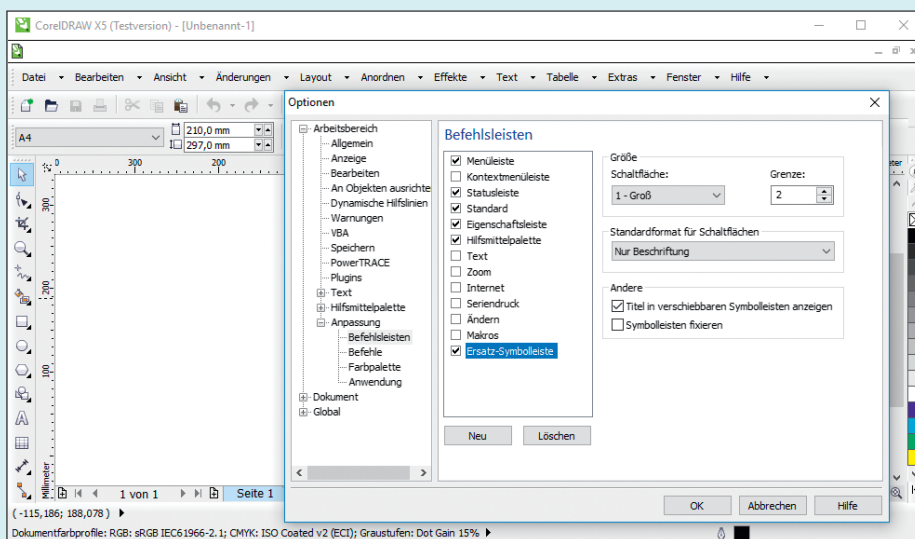 CorelDRAW X5 (Testversion) - [Unbenannt-1]
Datei Bearbeiten Ansicht Änderungen Layout Anordnen Effekte Text Tabelle Extras Fenster Hilfe
A4
210,0 mm
297,0 mm
0 300 200
300
200
100
Millimeter
1 von 1
Seite 1
( -115,186; 188,078 )
Dokumentfarbprofile: RGB: sRGB IEC61966-2.1; CMYK: ISO Coated v2 (ECI); Graustufen: Dot Gain 15%
Optionen
Arbeitsbereich
Allgemein
Anzeige
Bearbeiten
An Objekten ausrichte
Dynamische Hilfslinien
Warnungen
VBA
Speichern
PowerTRACE
Plugins
Text
Hilfsmittelpalette
Anpassung
Befehlsleisten
Befehle
Farbpalette
Anwendung
Dokument
Global
Befehlsleisten
Menüleiste
Kontextmenüleiste
Statusleiste
Standard
Eigenschaftsleiste
Hilfsmittelpalette
Text
Zoom
Internet
Seriendruck
Ändern
Makros
Ersatz-Symbolleiste
Neu
Löschen
Größe
Schaltfläche:
Grenze:
1 - Groß
2
Standardformat für Schaltflächen
Nur Beschriftung
Andere
Titel in verschiebbaren Symbolleisten anzeigen
Symbolleisten fixieren
OK
Abbrechen
Hilfe